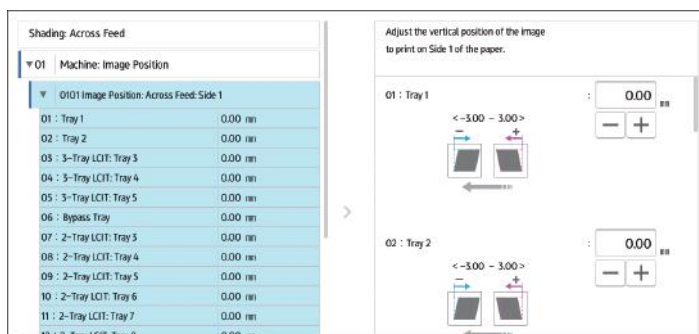 Shading: Across Feed
▼01 Machine: Image Position
▼ 0101 Image Position: Across Feed: Side 1
01 : Tray 1 0.00 mm
02 : Tray 2 0.00 mm
03 : 3-Tray LCIT: Tray 3 0.00 mm
04 : 3-Tray LCIT: Tray 4 0.00 mm
05 : 3-Tray LCIT: Tray 5 0.00 mm
06 : Bypass Tray 0.00 mm
07 : 2-Tray LCIT: Tray 3 0.00 mm
08 : 2-Tray LCIT: Tray 4 0.00 mm
09 : 2-Tray LCIT: Tray 5 0.00 mm
10 : 2-Tray LCIT: Tray 6 0.00 mm
11 : 2-Tray LCIT: Tray 7 0.00 mm
Adjust the vertical position of the image
to print on Side 1 of the paper.
01 : Tray 1 : 0.00 mm
<-3.00 - 3.00>
− +
− +
02 : Tray 2 : 0.00 mm
<-3.00 - 3.00>
− +
− +